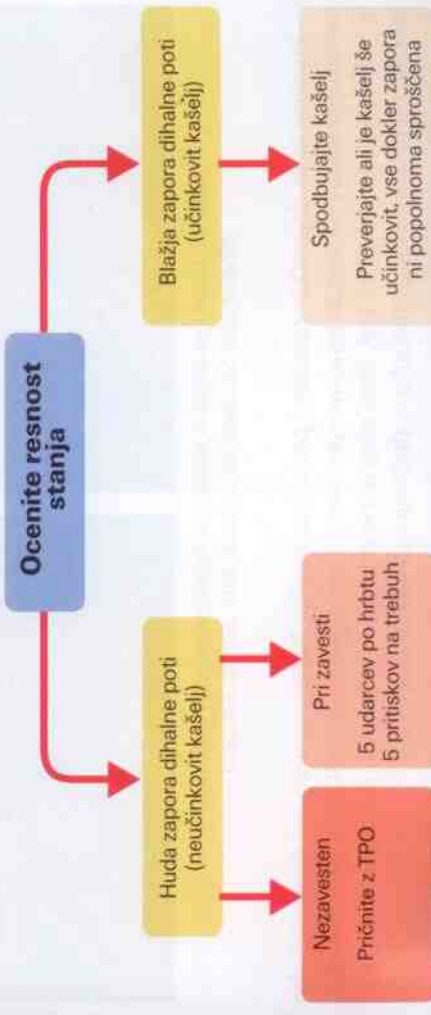 Ocenite resnost
stanja
Huda zapora dihalne poti
(neučinkovit kašelj)
Blažja zapora dihalne poti
(učinkovit kašelj)
Nezavesten
Pričnite z TPO
Pri zavesti
5 udarcev po hrbtu
5 pritiskov na trebuh
Spodbujajte kašelj
Preverjajte ali je kašelj še
učinkovit, vse dokler zapora
ni popolnoma sproščena